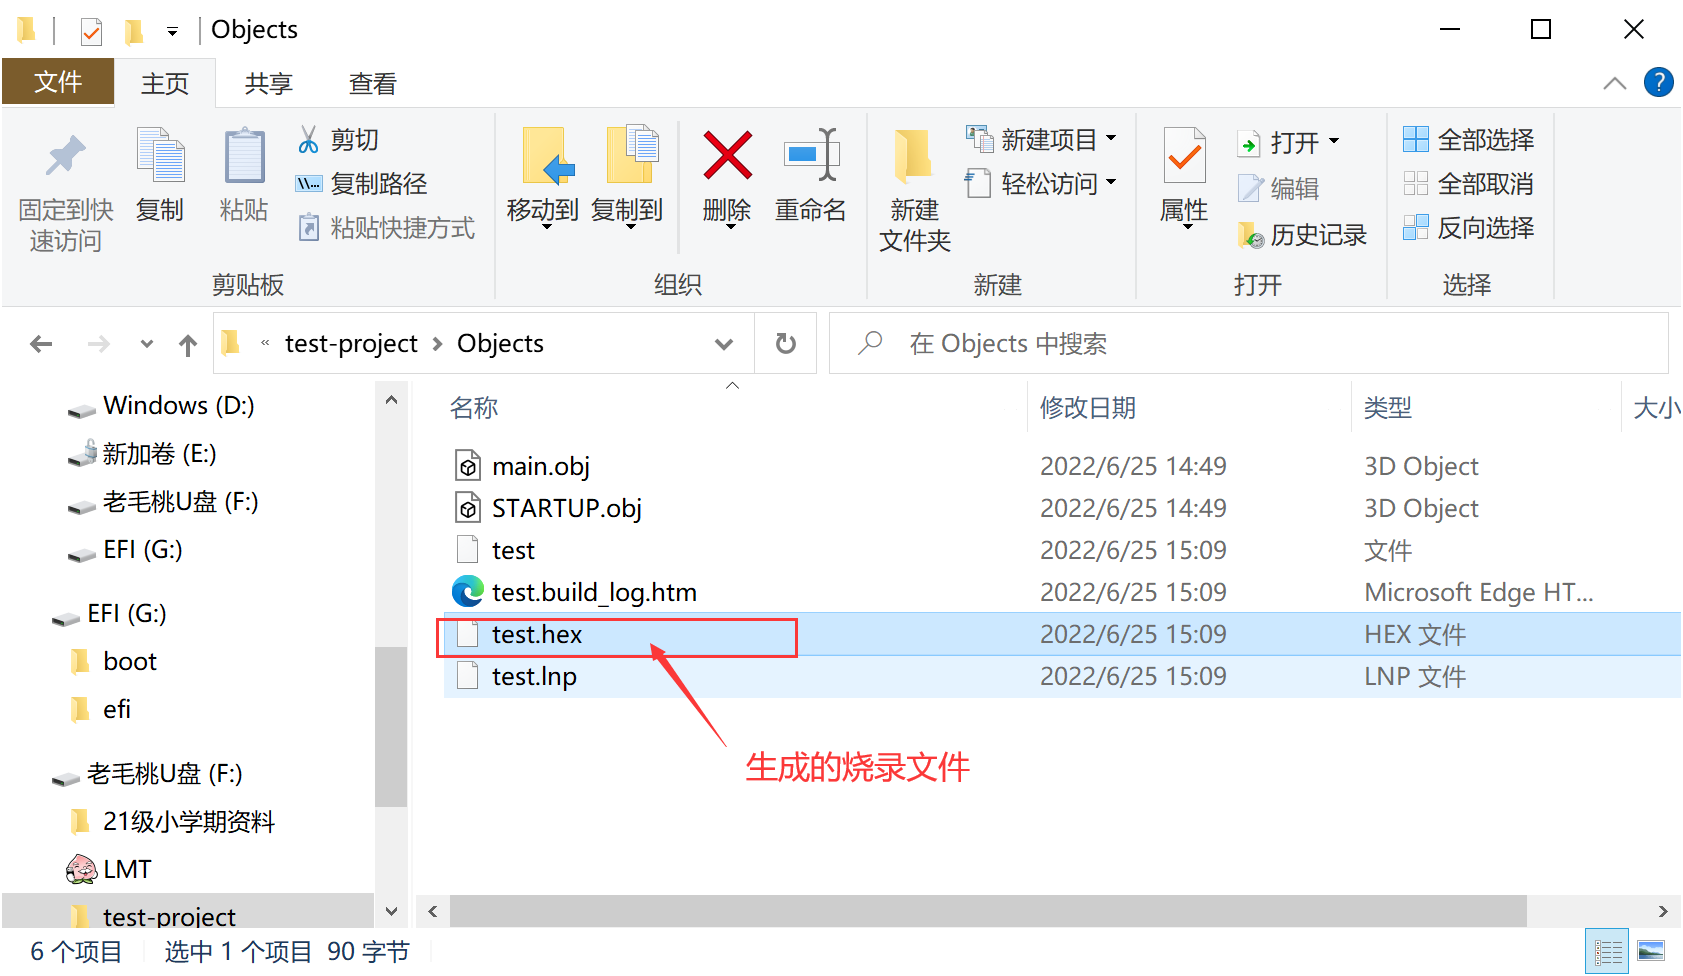 Objects
文件
主页
共享
查看
固定到快
速访问
复制
粘贴
剪切
复制路径
粘贴快捷方式
剪贴板
移动到
复制到
删除
重命名
组织
新建
文件夹
新建项目
轻松访问
新建
属性
打开
编辑
历史记录
打开
全部选择
全部取消
反向选择
选择
« test-project › Objects
在 Objects 中搜索
Windows (D:)
新加卷 (E:)
老毛桃U盘 (F:)
EFI (G:)
EFI (G:)
boot
efi
老毛桃U盘 (F:)
21级小学期资料
LMT
test-project
名称 修改日期 类型 大小
main.obj 2022/6/25 14:49 3D Object
STARTUP.obj 2022/6/25 14:49 3D Object
test 2022/6/25 15:09 文件
test.build_log.htm 2022/6/25 15:09 Microsoft Edge HT...
test.hex 2022/6/25 15:09 HEX 文件
test.lnp 2022/6/25 15:09 LNP 文件
生成的烧录文件
6 个项目 选中 1 个项目 90 字节